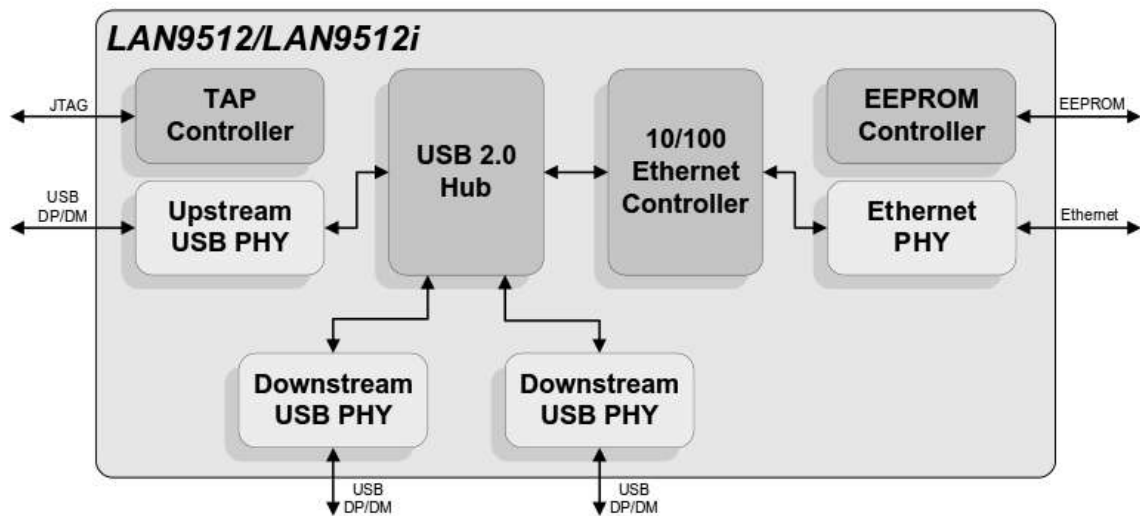 LAN9512/LAN9512i
JTAG
TAP
Controller
USB 2.0
Hub
10/100
Ethernet
Controller
EEPROM
Controller
EEPROM
USB
DP/DM
Upstream
USB PHY
Ethernet
PHY
Ethernet
Downstream
USB PHY
Downstream
USB PHY
USB
DP/DM
USB
DP/DM